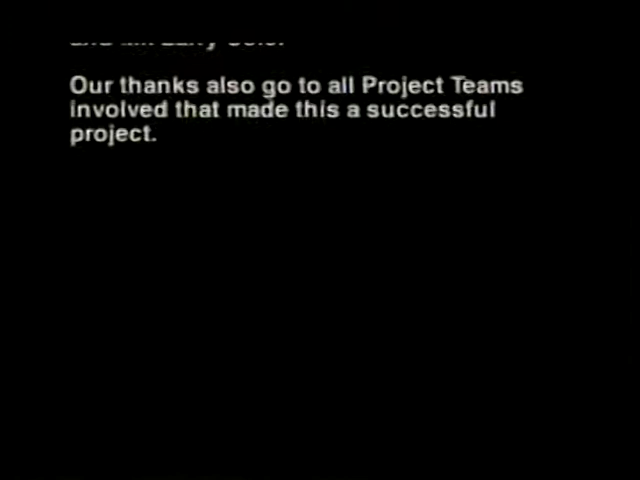 Our thanks also go to all Project Teams
involved that made this a successful
project.